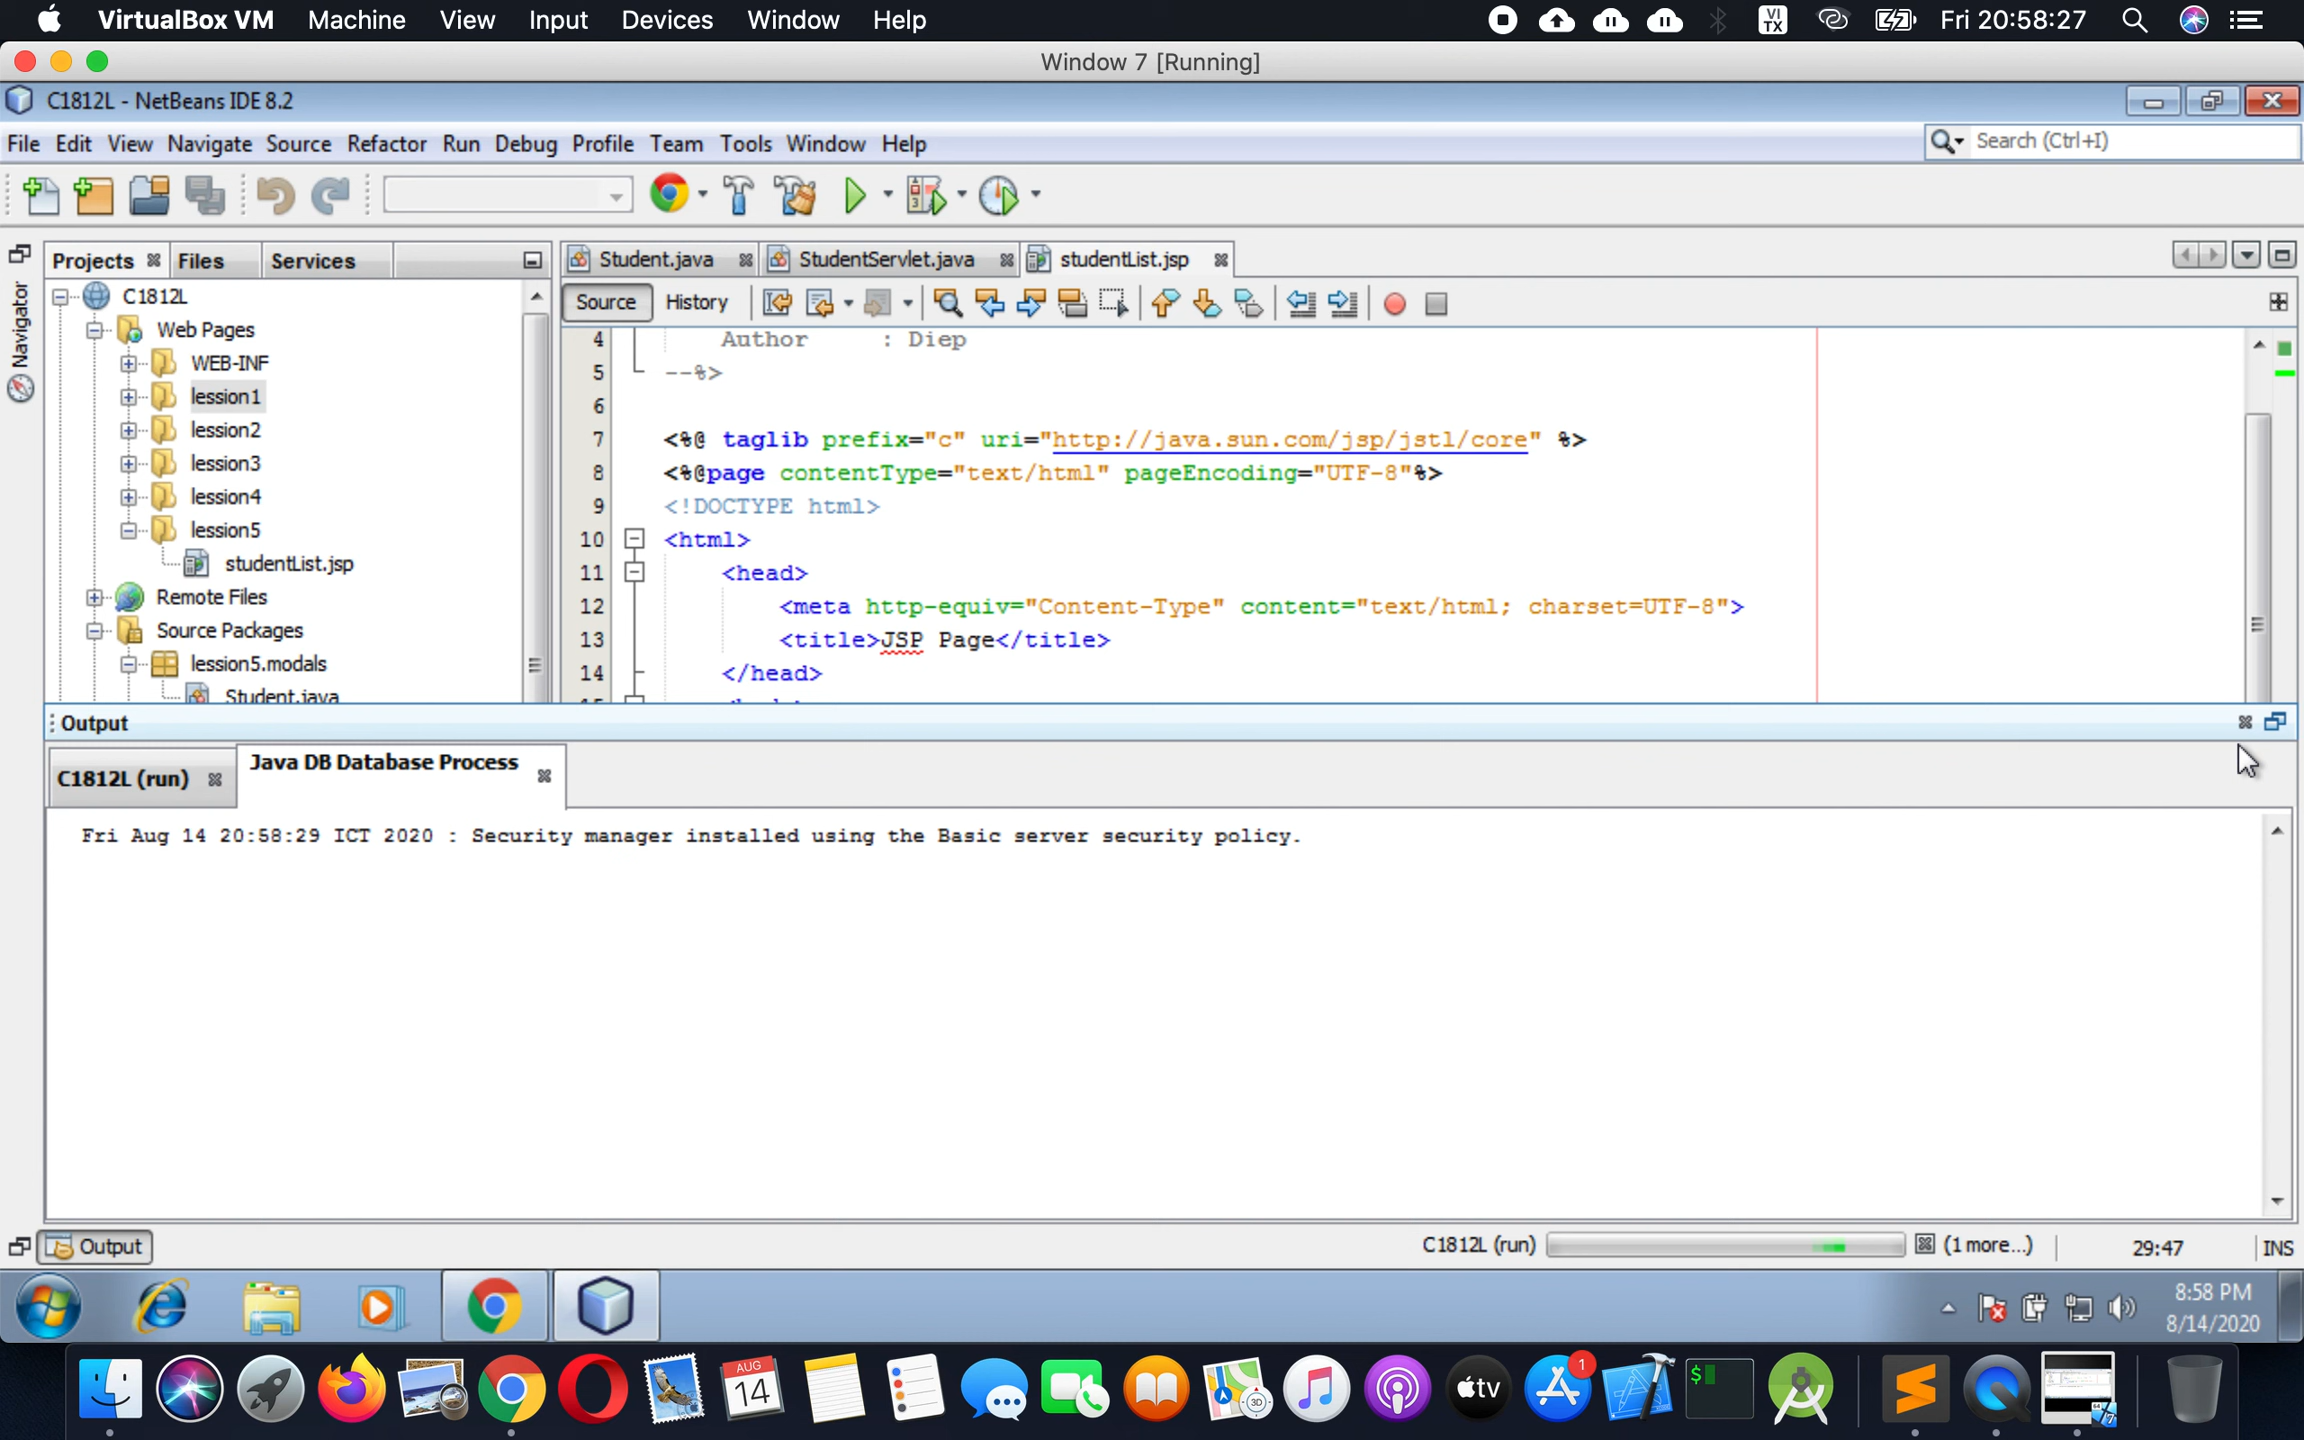 VirtualBox VM Machine View Input Devices Window Help VI TX Fri 20:58:27
Window 7 [Running]
C1812L - NetBeans IDE 8.2
File Edit View Navigate Source Refactor Run Debug Profile Team Tools Window Help Search (Ctrl+I)
Projects Files Services Student.java StudentServlet.java studentList.jsp
Navigator
Source History
C1812L
Web Pages
WEB-INF
lession1
lession2
lession3
lession4
lession5
studentList.jsp
Remote Files
Source Packages
lession5.modals
Student.java
4 Author : Diep
5 --%>
6
7 <%@ taglib prefix="c" uri="http://java.sun.com/jsp/jstl/core" %>
8 <%@page contentType="text/html" pageEncoding="UTF-8"%>
9 <!DOCTYPE html>
10 <html>
11 <head>
12 <meta http-equiv="Content-Type" content="text/html; charset=UTF-8">
13 <title>JSP Page</title>
14 </head>
Output
C1812L (run) Java DB Database Process
Fri Aug 14 20:58:29 ICT 2020 : Security manager installed using the Basic server security policy.
Output C1812L (run) (1 more...) 29:47 INS
8:58 PM
8/14/2020
AUG
14
3D
tv
1
$